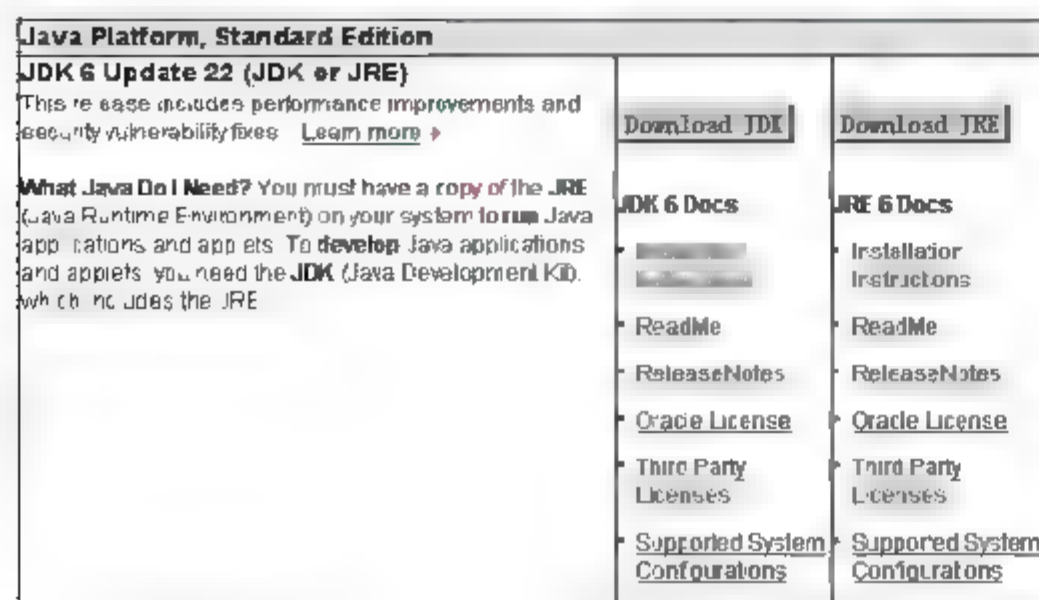 Java Platform, Standard Edition
JDK 6 Update 22 (JDK or JRE)
This release includes performance improvements and
security vulnerability fixes Learn more
What Java Do I Need? You must have a copy of the JRE
(Java Runtime Environment) on your system to run Java
applications and applets. To develop Java applications
and applets, you need the JDK (Java Development Kit),
which includes the JRE
Download JDK
JDK 6 Docs
ReadMe
ReleaseNotes
Oracle License
Third Party
Licenses
Supported System
Configurations
Download JRE
JRE 6 Docs
Installation
Instructions
ReadMe
ReleaseNotes
Oracle License
Third Party
Licenses
Supported System
Configurations